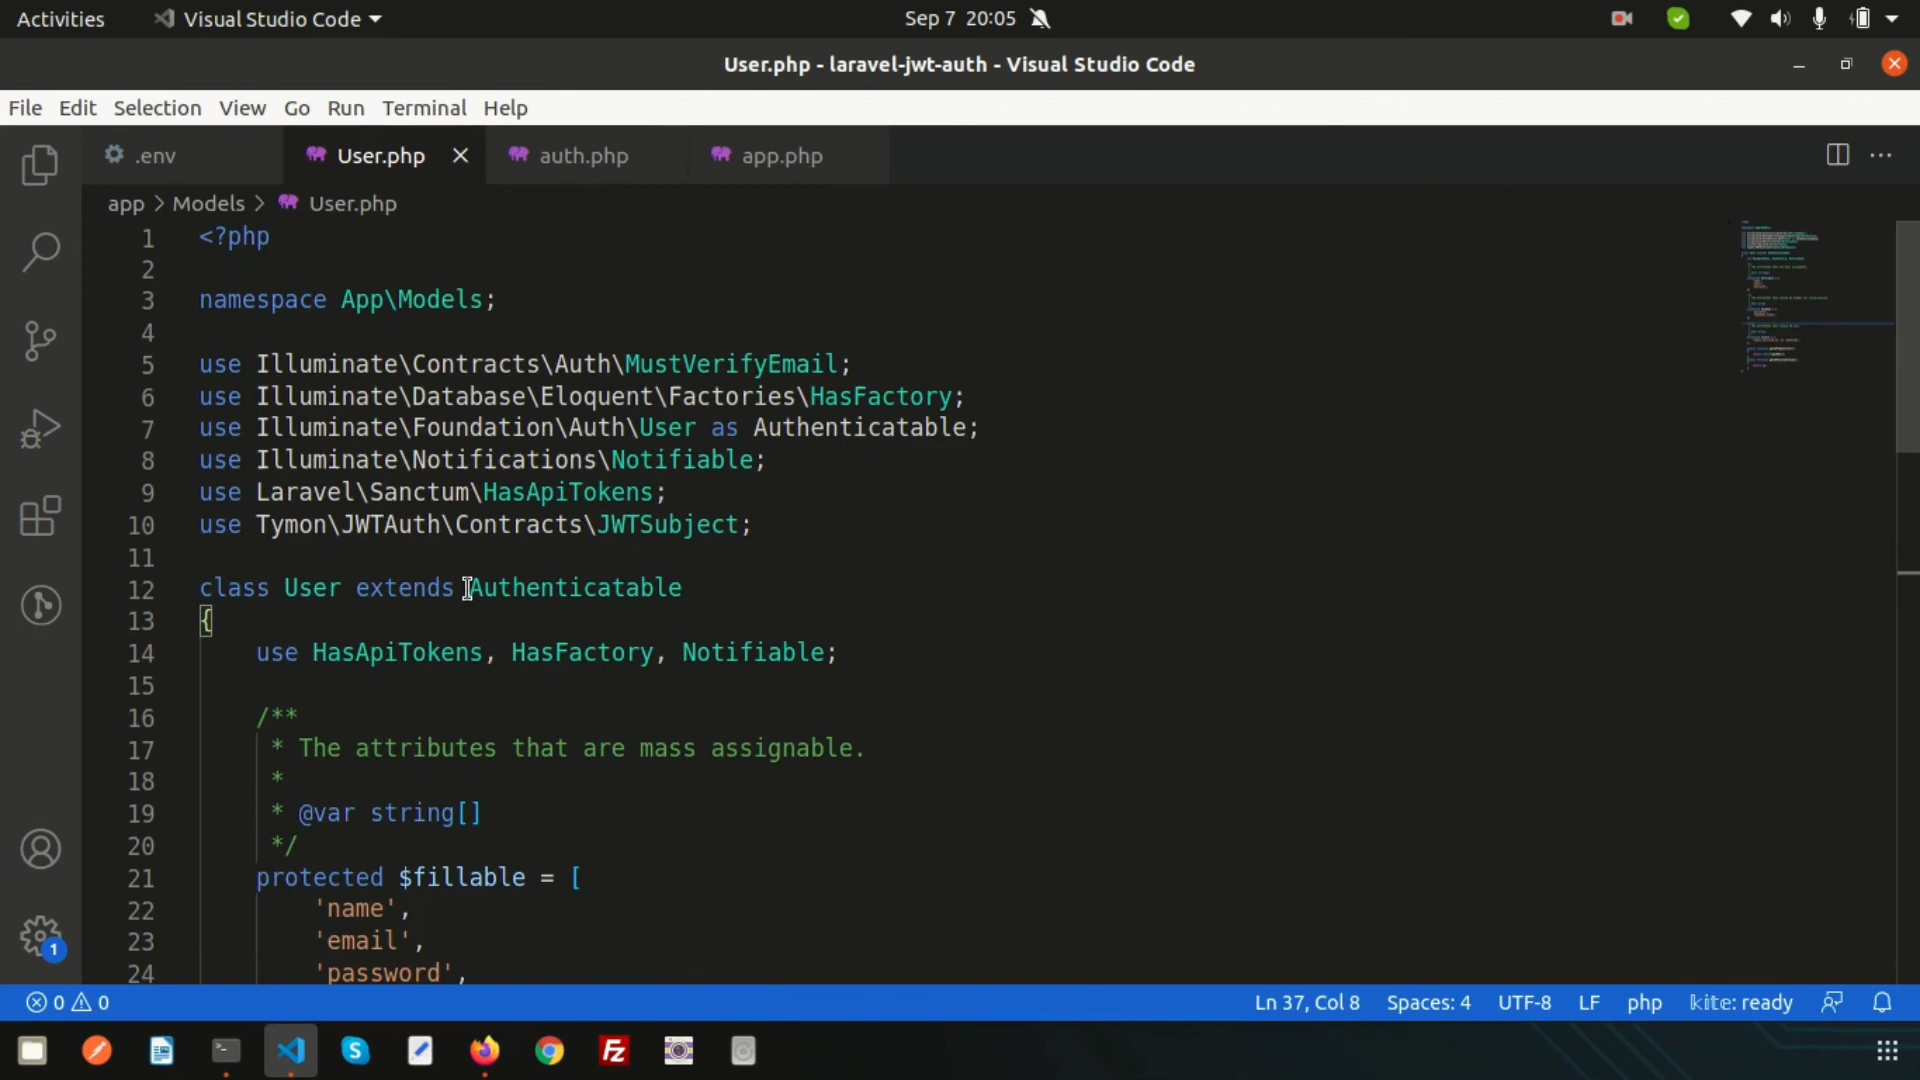 Activities
Visual Studio Code
Sep 7 20:05
User.php - laravel-jwt-auth - Visual Studio Code
File Edit Selection View Go Run Terminal Help
.env
User.php
auth.php
app.php
app > Models > User.php
1 <?php
2
3 namespace App\Models;
4
5 use Illuminate\Contracts\Auth\MustVerifyEmail;
6 use Illuminate\Database\Eloquent\Factories\HasFactory;
7 use Illuminate\Foundation\Auth\User as Authenticatable;
8 use Illuminate\Notifications\Notifiable;
9 use Laravel\Sanctum\HasApiTokens;
10 use Tymon\JWTAuth\Contracts\JWTSubject;
11
12 class User extends Authenticatable
13 {
14 use HasApiTokens, HasFactory, Notifiable;
15
16 /**
17 * The attributes that are mass assignable.
18 *
19 * @var string[]
20 */
21 protected $fillable = [
22 'name',
23 'email',
24 'password',
1
0 0
Ln 37, Col 8 Spaces: 4 UTF-8 LF php kite: ready